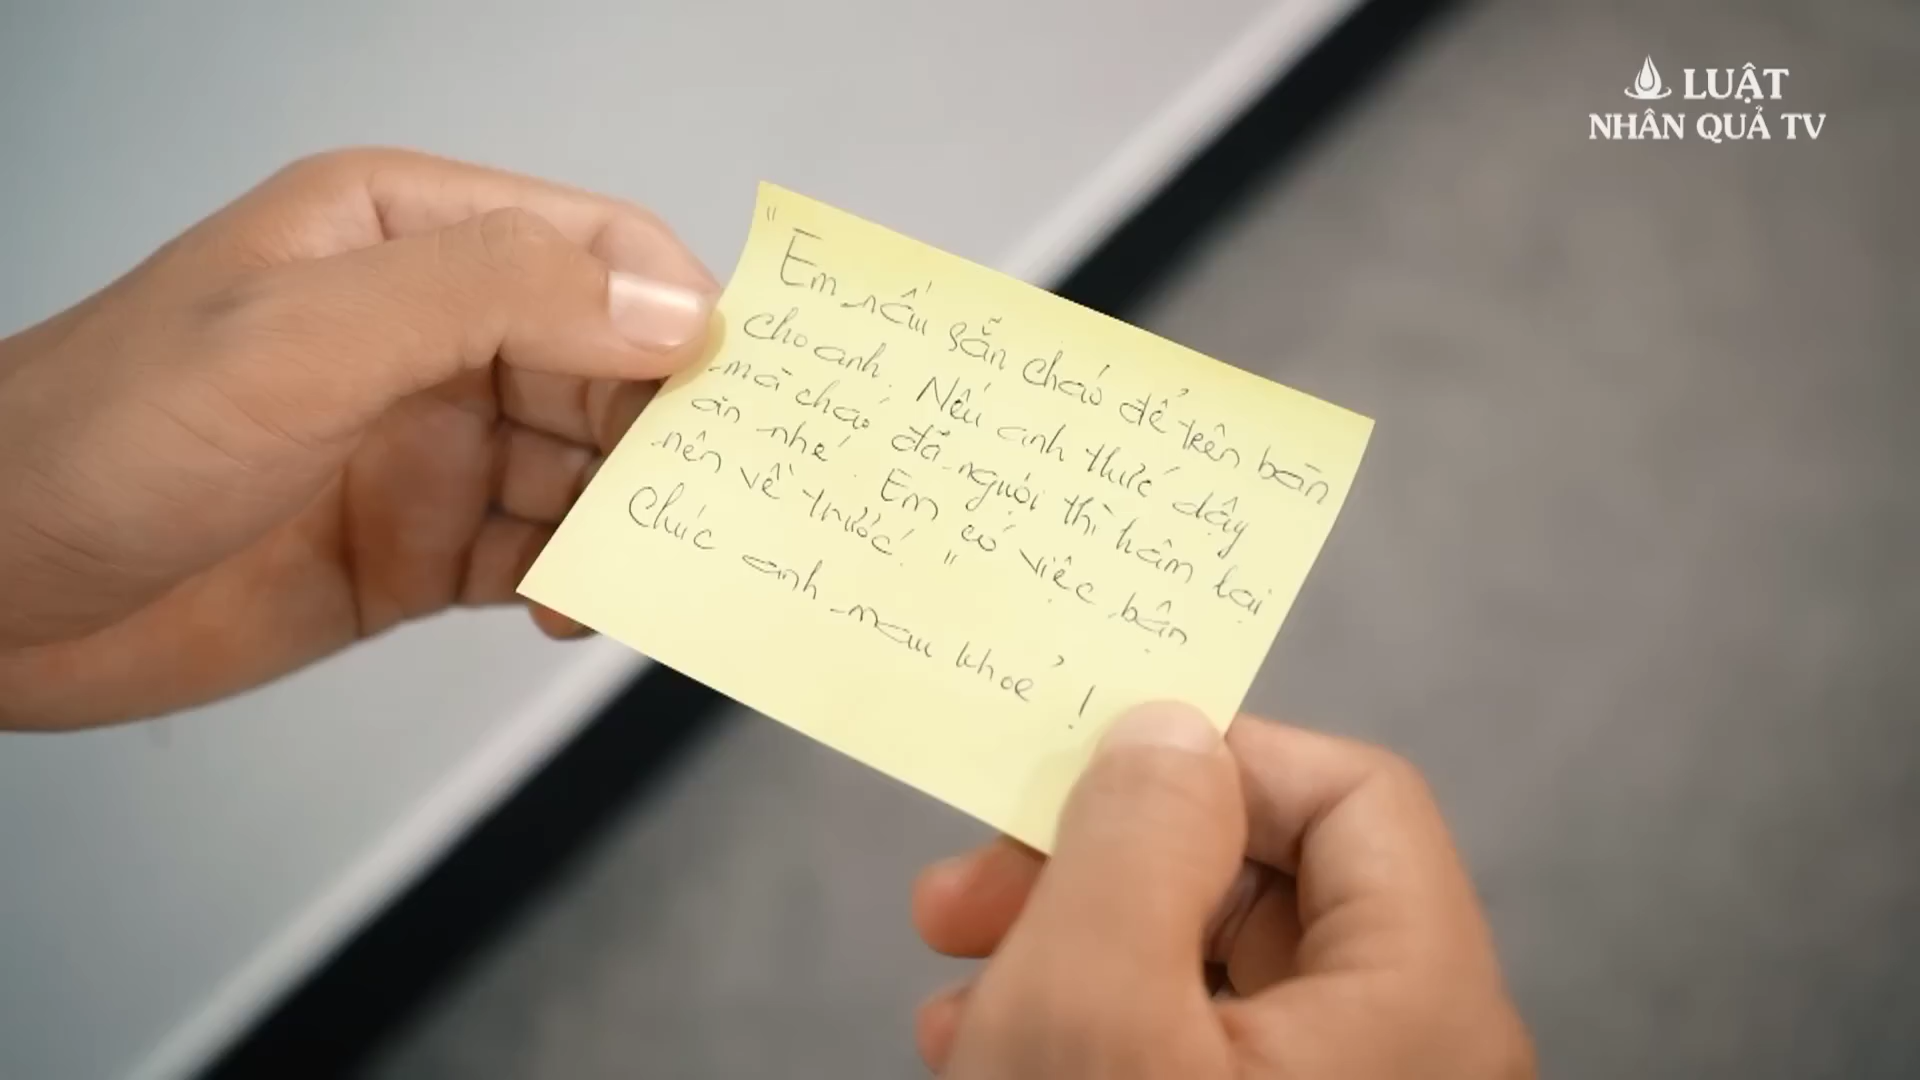 LUẬT
NHÂN QUẢ TV
"
Em nấu sẵn cháo để trên bàn
cho anh. Nếu anh thức dậy
mà cháo đã nguội thì hâm lại
ăn nhé. Em có việc bận
nên về trước. "
Chúc anh mau khoẻ !